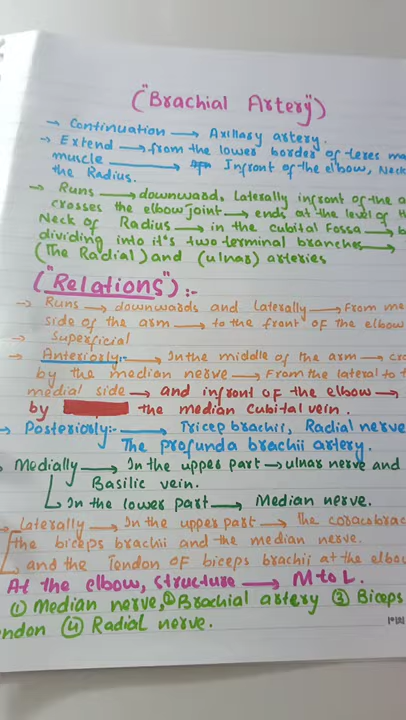 ("Brachial Artery")
→ Continuation → Axillary artery.
→ Extend → from the lower border of teres
muscle → Infront of the elbow, Neck
the Radius.
→ Runs → downward, laterally infront of the
crosses the elbow joint → ends at the level of
Neck of Radius → in the cubital Fossa →
dividing into it's two terminal branches →
(The Radial) and (ulnar) arteries
("Relations") :-
→ Runs → downwards and laterally → From
side of the arm → to the front of the elbow
→ Superficial
→ Anteriorly:- → In the middle of the arm →
by the median nerve → From the lateral to
medial side → and infront of the elbow →
by the median Cubital vein.
→ Posteriorly:- → Tricep brachii, Radial nerve
The profunda brachii artery.
Medially → In the upper part → ulnar nerve and
Basilic vein.
In the lower part → Median nerve.
→ Laterally → In the upper part → The
the biceps brachii and the median nerve.
and the tendon of biceps brachii at the elbow
At the elbow, structure → M to L.
① Median nerve, ② Brachial artery ③ Biceps
④ Radial nerve.